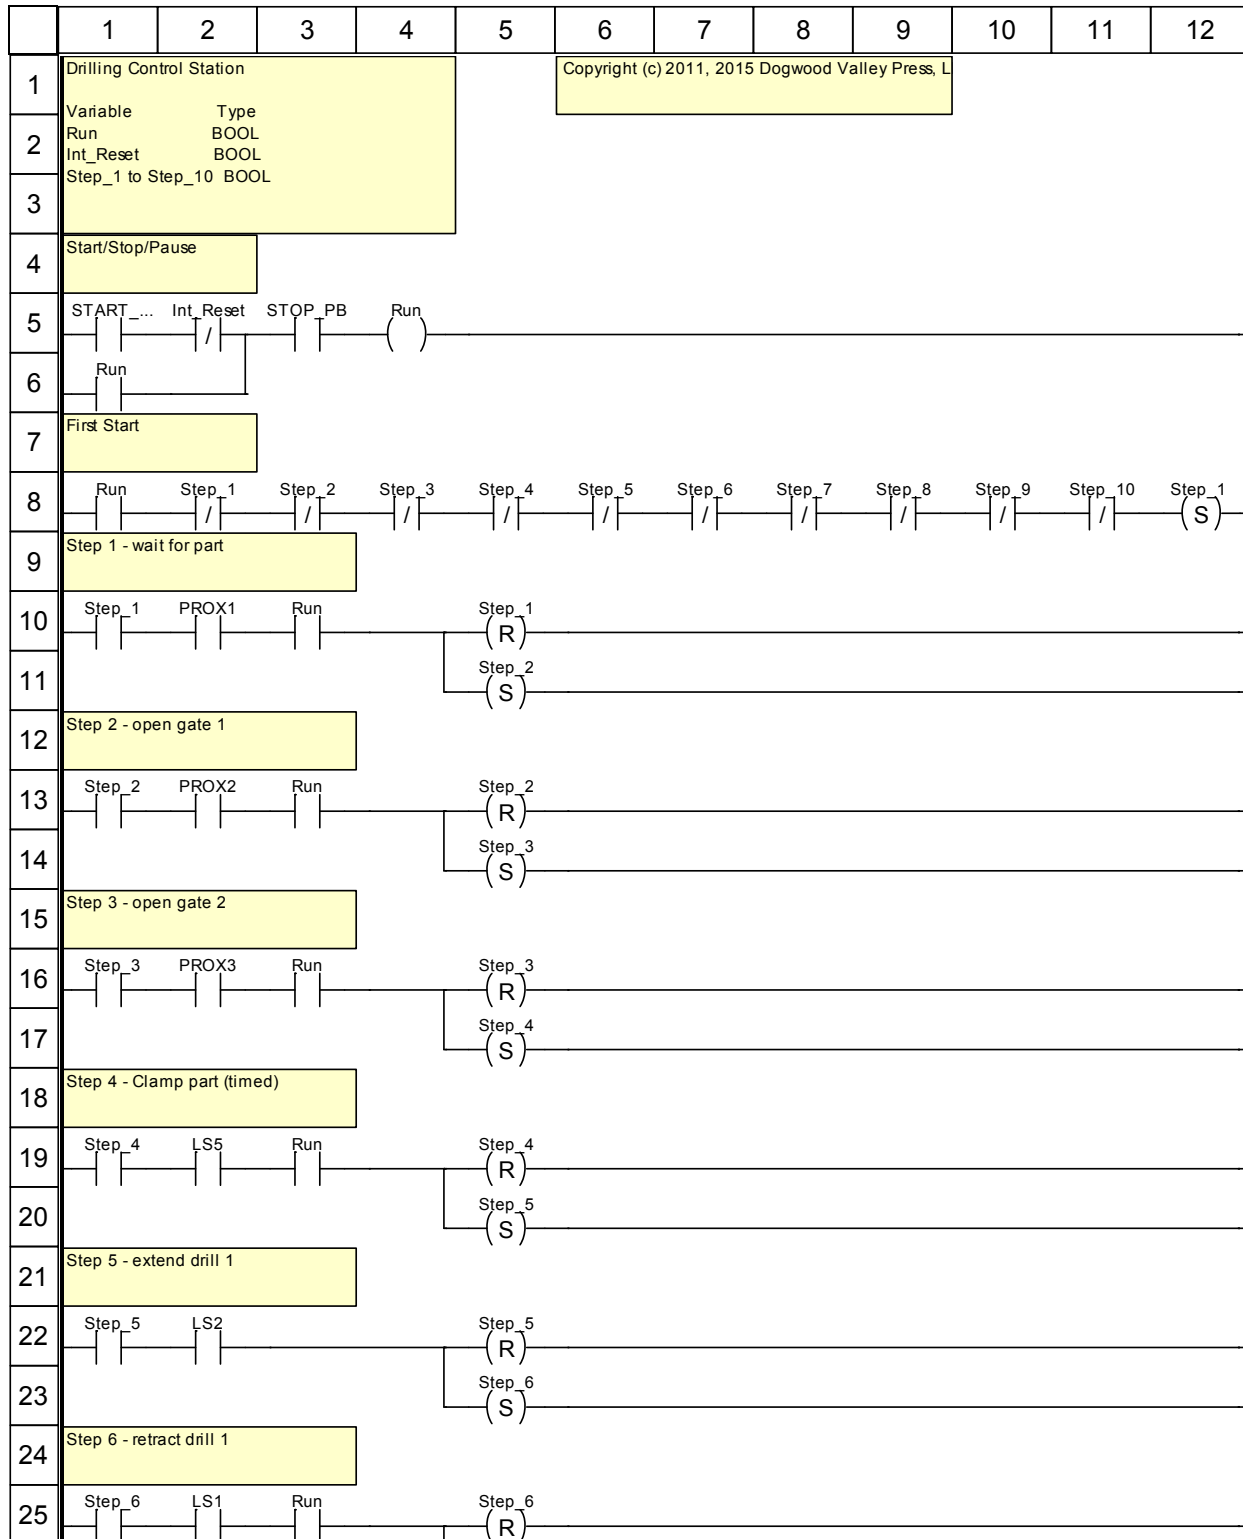 1 2 3 4 5 6 7 8 9 10 11 12
1
Drilling Control Station
Copyright (c) 2011, 2015 Dogwood Valley Press, L
Variable Type
2
Run BOOL
Int_Reset BOOL
Step_1 to Step_10 BOOL
3
4
Start/Stop/Pause
START_... Int_Reset STOP_PB Run
5
/
Run
6
7
First Start
Run Step_1 Step_2 Step_3 Step_4 Step_5 Step_6 Step_7 Step_8 Step_9 Step_10 Step_1
8
/ / / / / / / / / / S
9
Step 1 - wait for part
Step_1 PROX1 Run Step_1
10
R
Step_2
11
S
12
Step 2 - open gate 1
Step_2 PROX2 Run Step_2
13
R
Step_3
14
S
15
Step 3 - open gate 2
Step_3 PROX3 Run Step_3
16
R
Step_4
17
S
18
Step 4 - Clamp part (timed)
Step_4 LS5 Run Step_4
19
R
Step_5
20
S
21
Step 5 - extend drill 1
Step_5 LS2 Step_5
22
R
Step_6
23
S
24
Step 6 - retract drill 1
Step_6 LS1 Run Step_6
25
R